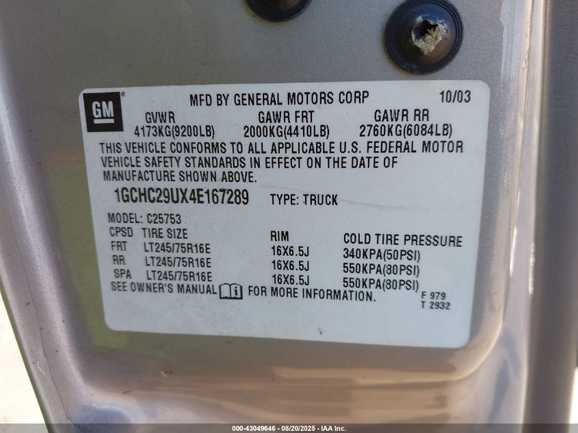 GM
MFD BY GENERAL MOTORS CORP 10/03
GVWR GAWR FRT GAWR RR
4173KG(9200LB) 2000KG(4410LB) 2760KG(6084LB)
THIS VEHICLE CONFORMS TO ALL APPLICABLE U.S. FEDERAL MOTOR
VEHICLE SAFETY STANDARDS IN EFFECT ON THE DATE OF
MANUFACTURE SHOWN ABOVE.
1GCHC29UX4E167289 TYPE: TRUCK
MODEL: C25753
CPSD TIRE SIZE RIM COLD TIRE PRESSURE
FRT LT245/75R16E 16X6.5J 340KPA(50PSI)
RR LT245/75R16E 16X6.5J 550KPA(80PSI)
SPA LT245/75R16E 16X6.5J 550KPA(80PSI)
SEE OWNER'S MANUAL FOR MORE INFORMATION.
F 979
T 2932
000-43049646 - 08/20/2025 - IAA Inc.